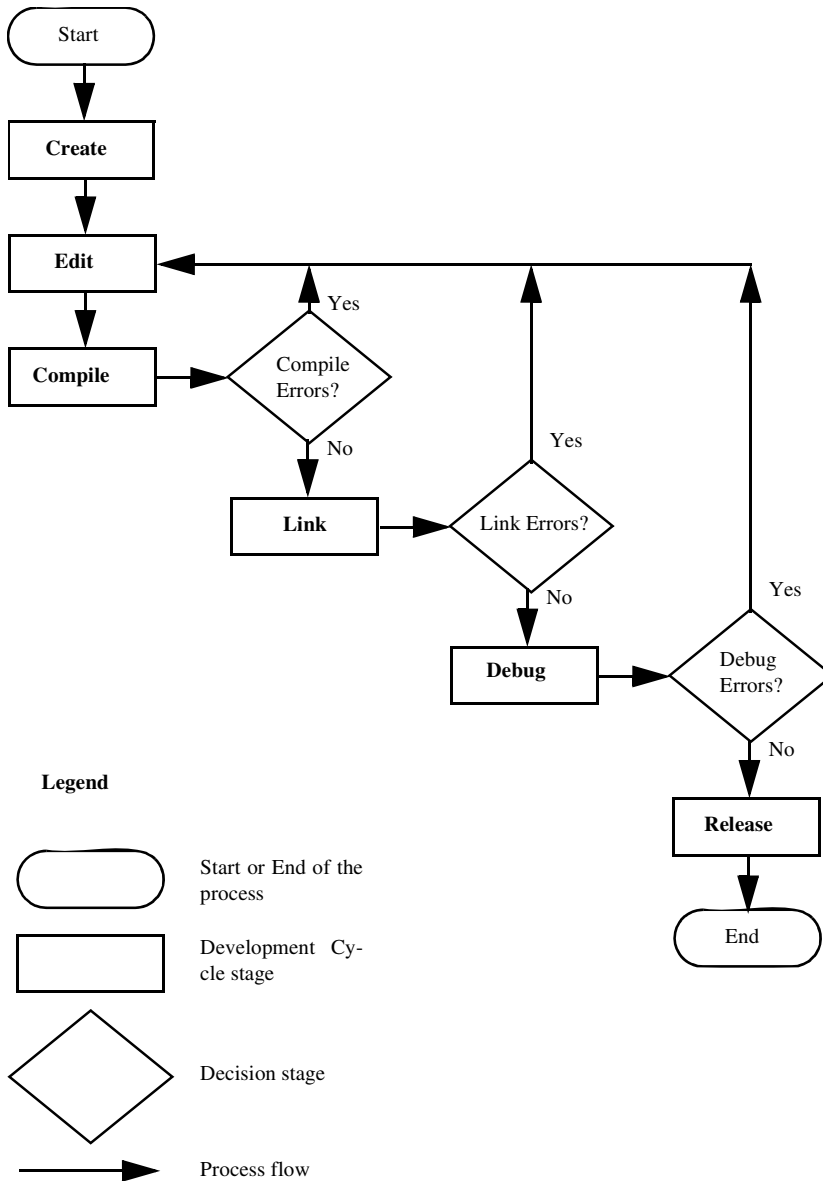 Start
Create
Edit
Yes
Compile
Compile
Errors?
No
Yes
Link
Link Errors?
No
Yes
Debug
Debug
Errors?
No
Legend
Release
Start or End of the
process
End
Development Cy-
cle stage
Decision stage
Process flow